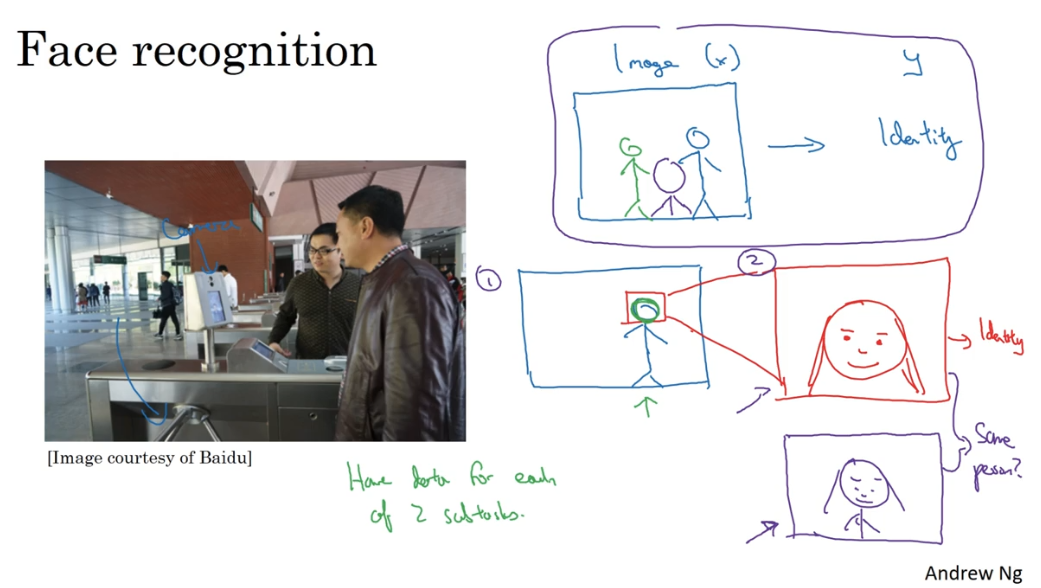 Face recognition
Image (x)
y
Identity
Camera
1
2
Identity
Same
person?
[Image courtesy of Baidu]
Have data for each
of 2 subtasks.
Andrew Ng